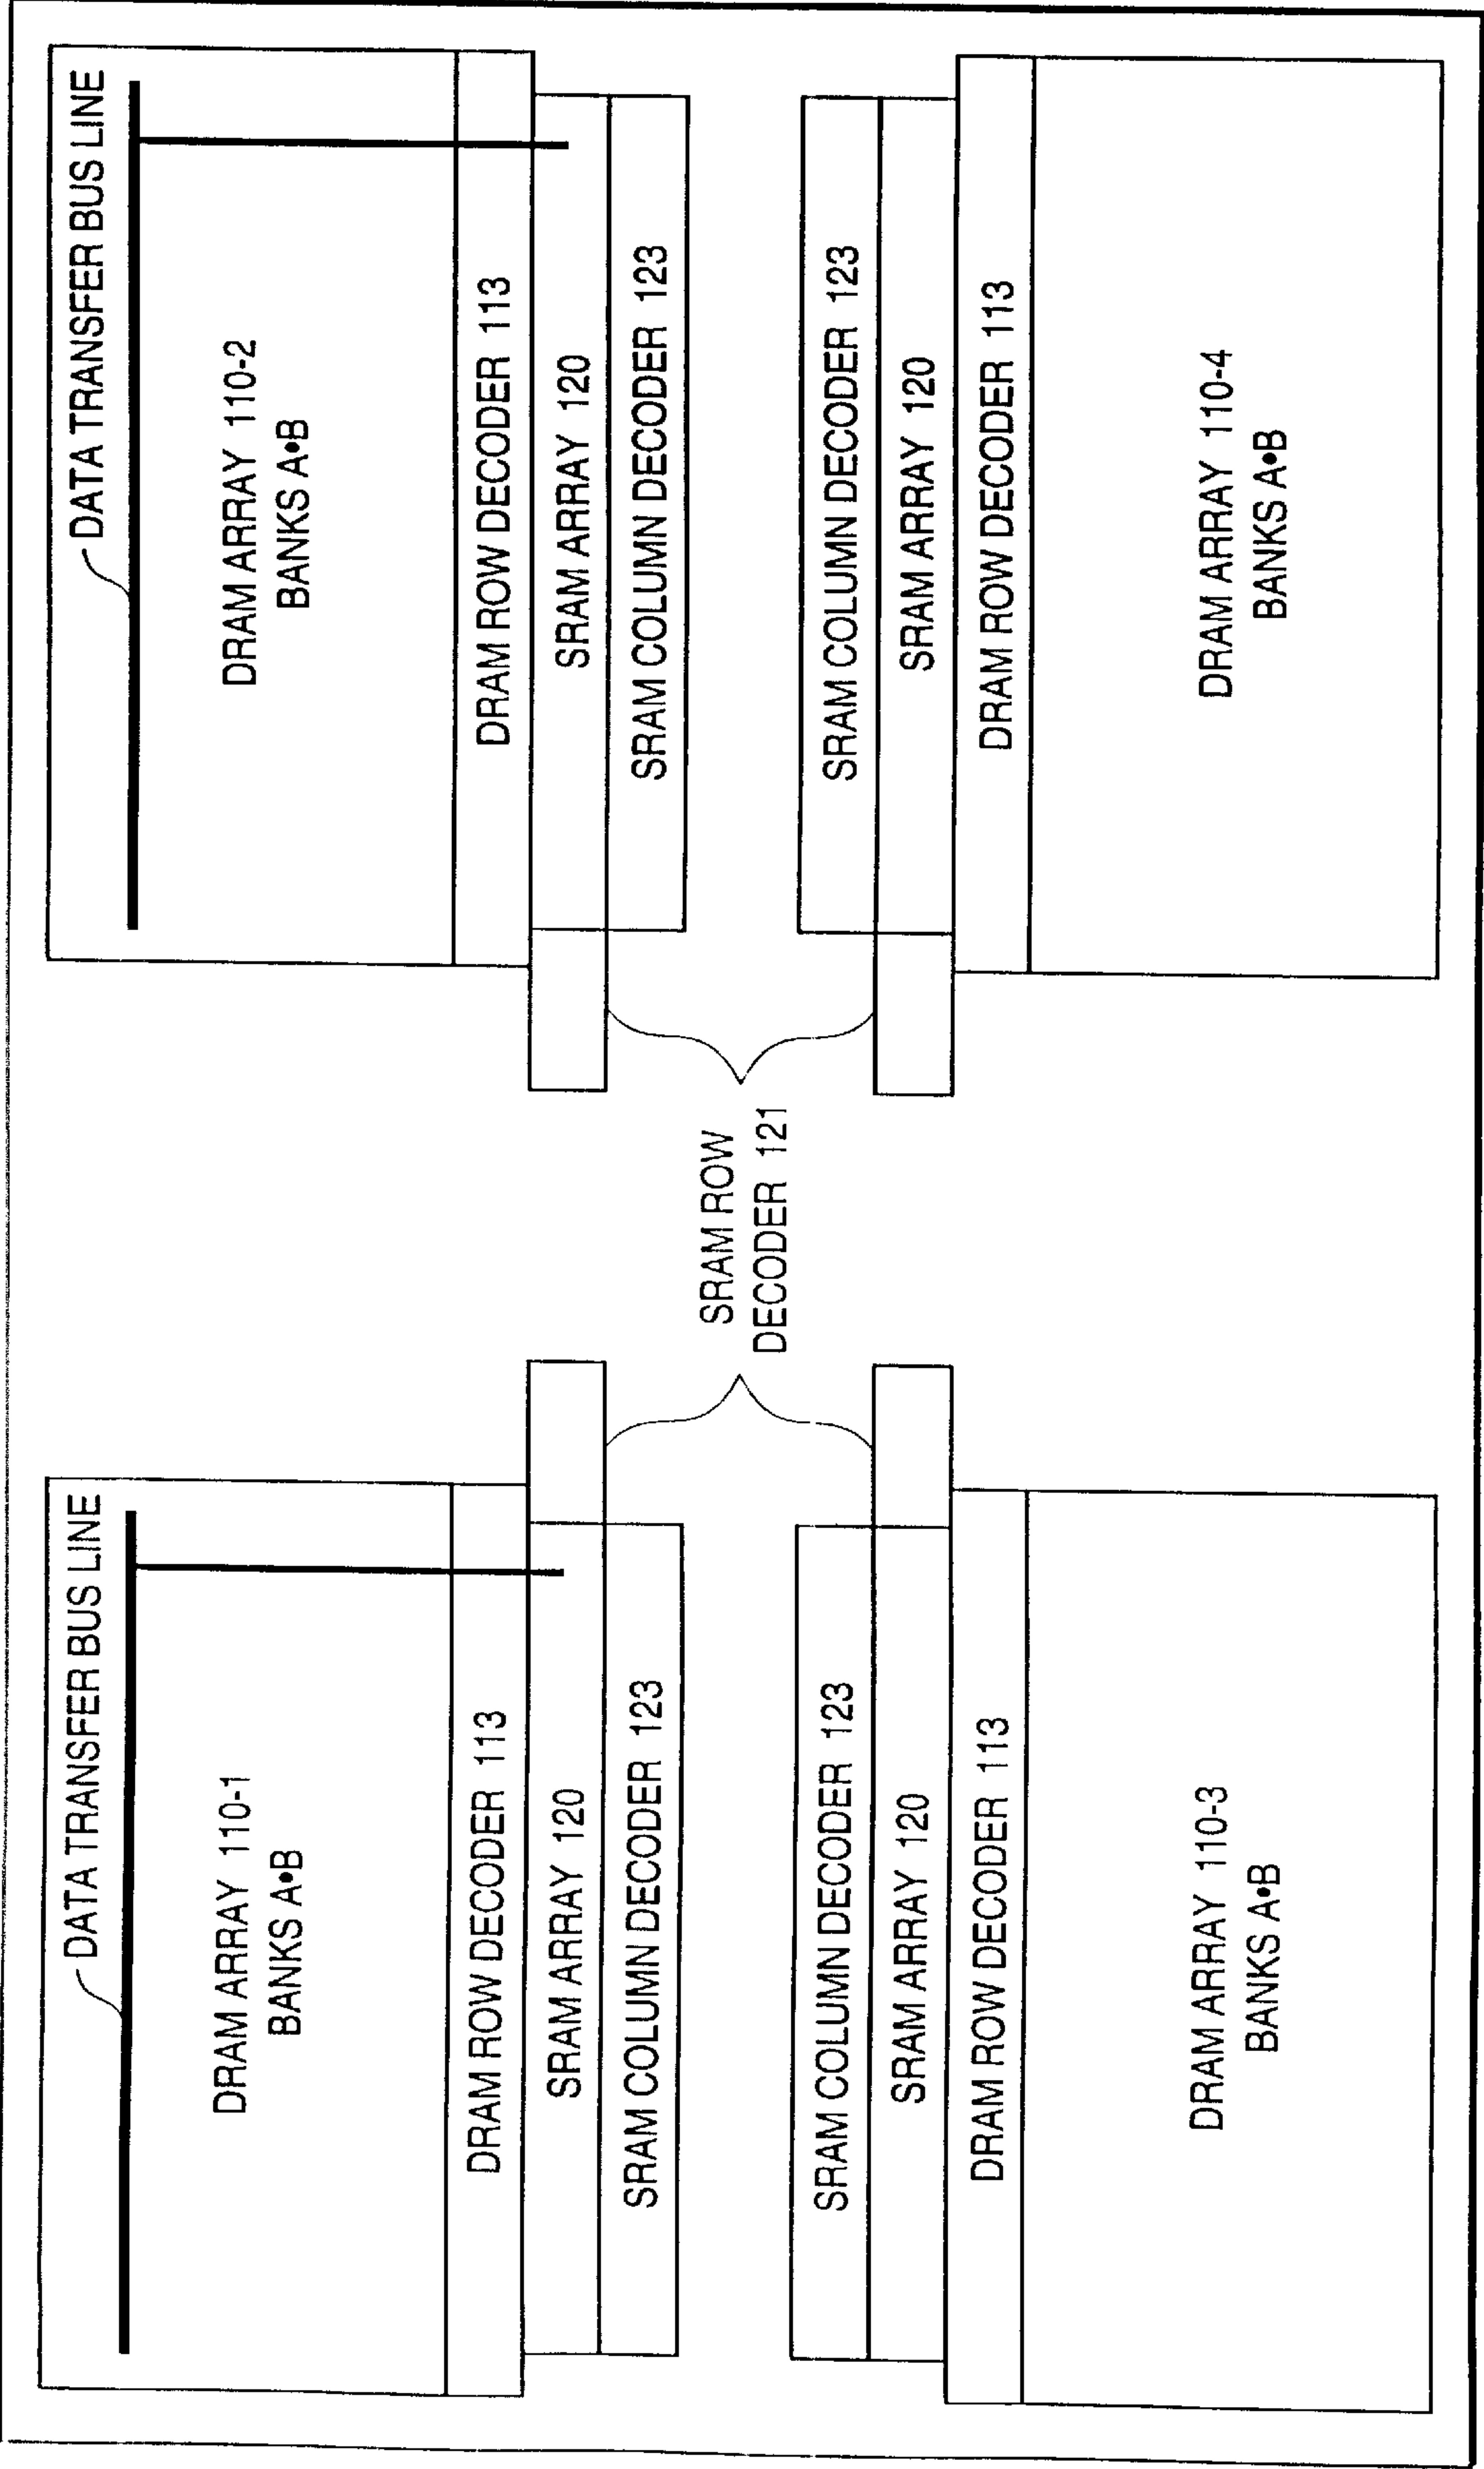 DATA TRANSFER BUS LINE
DRAM ARRAY 110-1
BANKS A•B
DRAM ROW DECODER 113
SRAM ARRAY 120
SRAM COLUMN DECODER 123
DATA TRANSFER BUS LINE
DRAM ARRAY 110-2
BANKS A•B
DRAM ROW DECODER 113
SRAM ARRAY 120
SRAM COLUMN DECODER 123
SRAM ROW
DECODER 121
SRAM COLUMN DECODER 123
SRAM ARRAY 120
DRAM ROW DECODER 113
DRAM ARRAY 110-3
BANKS A•B
SRAM COLUMN DECODER 123
SRAM ARRAY 120
DRAM ROW DECODER 113
DRAM ARRAY 110-4
BANKS A•B